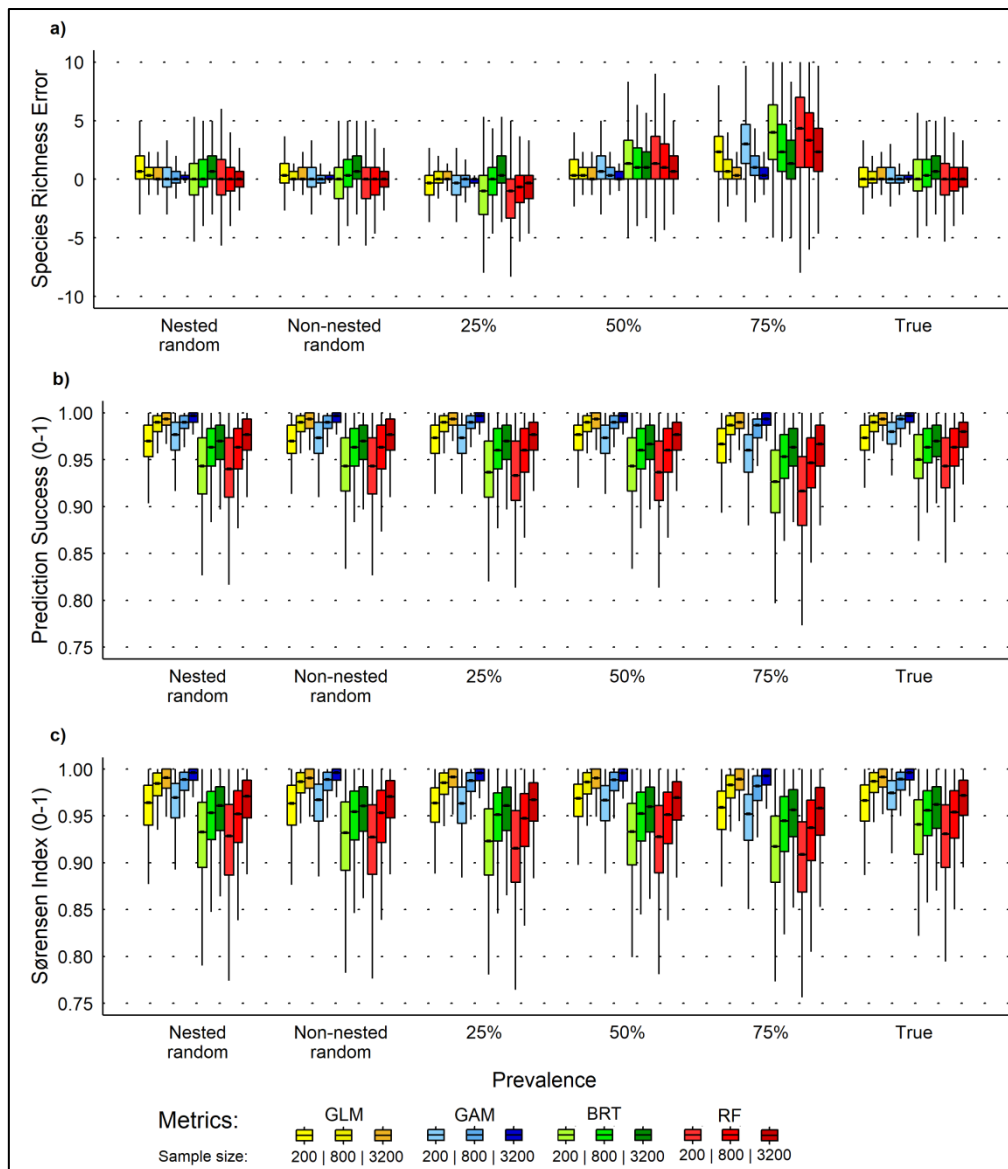 a)
Species Richness Error
10
5
0
-5
-10
Nested random
Non-nested random
25%
50%
75%
True
b)
Prediction Success (0-1)
1.00
0.95
0.90
0.85
0.80
0.75
Nested random
Non-nested random
25%
50%
75%
True
c)
Sørensen Index (0-1)
1.00
0.95
0.90
0.85
0.80
0.75
Nested random
Non-nested random
25%
50%
75%
True
Prevalence
Metrics:
GLM
GAM
BRT
RF
Sample size:
200 | 800 | 3200
200 | 800 | 3200
200 | 800 | 3200
200 | 800 | 3200